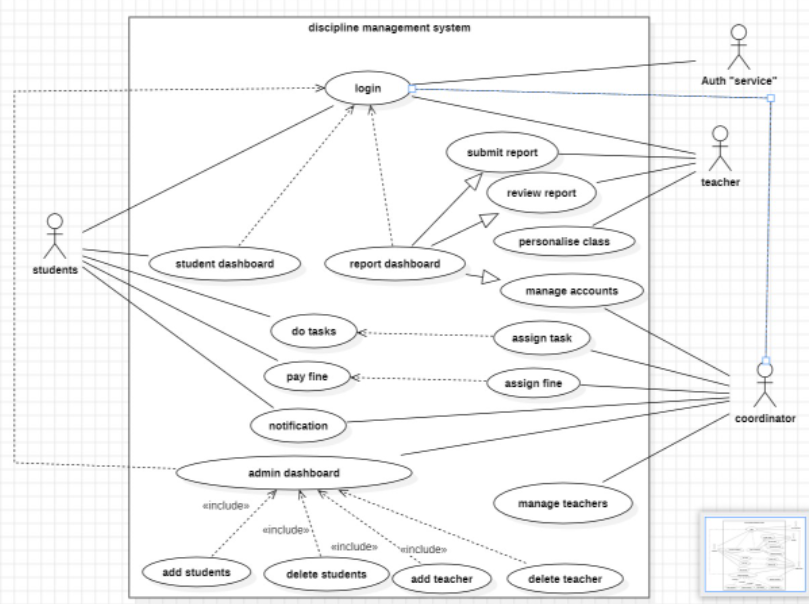 discipline management system
login
Auth "service"
submit report
teacher
review report
students
personalise class
student dashboard
report dashboard
manage accounts
do tasks
assign task
pay fine
assign fine
notification
coordinator
admin dashboard
manage teachers
«include»
«include»
«include»
«include»
add students
delete students
add teacher
delete teacher